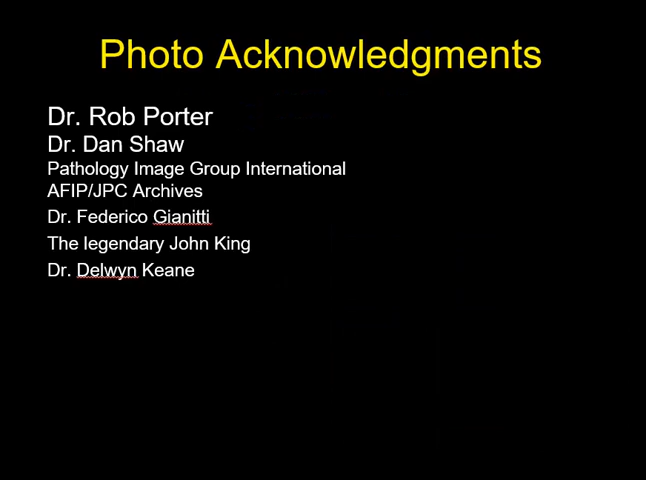 Photo Acknowledgments
Dr. Rob Porter
Dr. Dan Shaw
Pathology Image Group International
AFIP/JPC Archives
Dr. Federico Gianitti
The legendary John King
Dr. Delwyn Keane